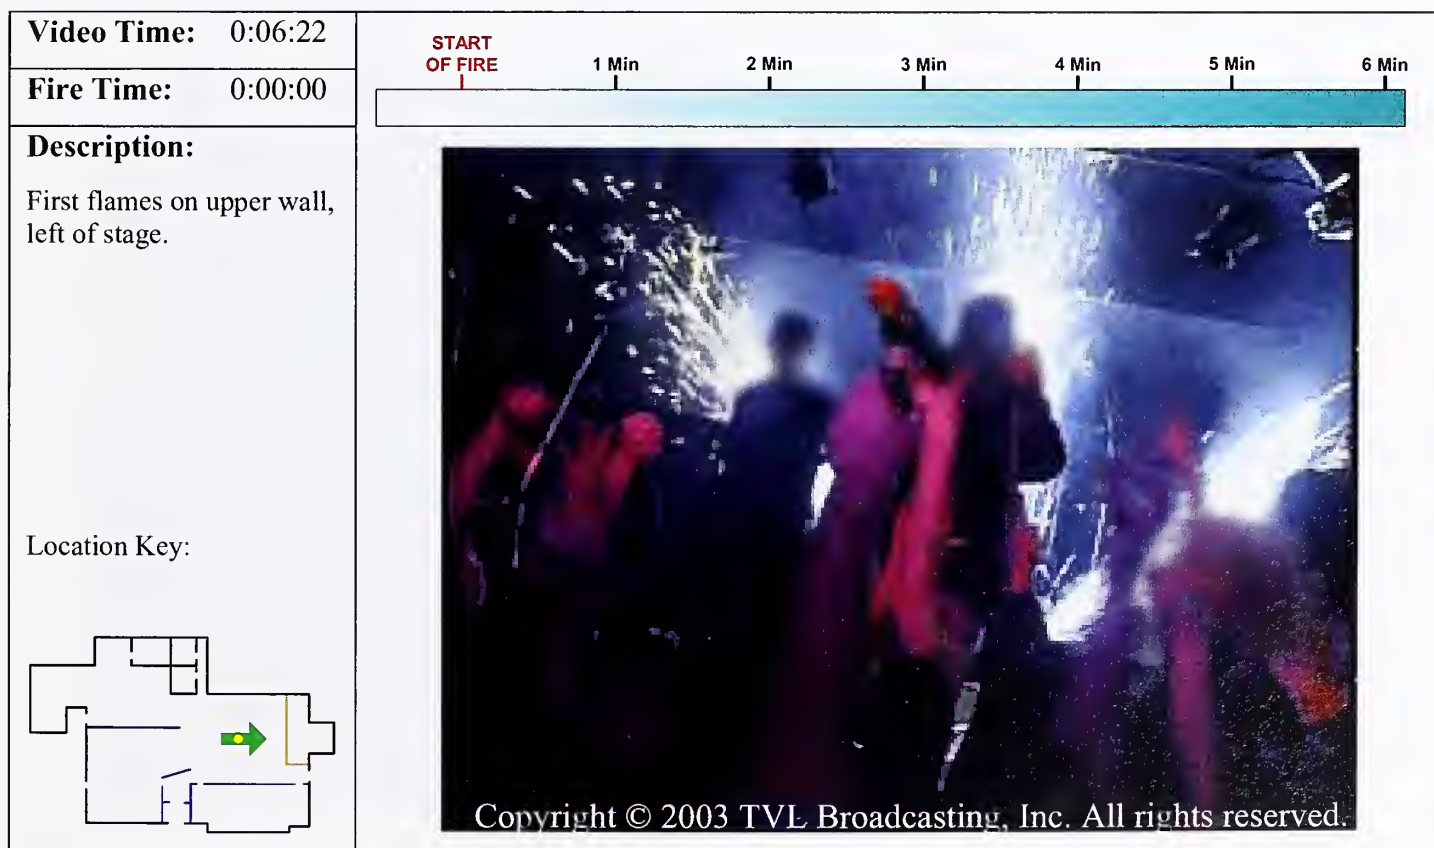 Video Time: 0:06:22
Fire Time: 0:00:00
Description:
First flames on upper wall,
left of stage.
Location Key:
START
OF FIRE
1 Min
2 Min
3 Min
4 Min
5 Min
6 Min
Copyright © 2003 TVL Broadcasting, Inc. All rights reserved.